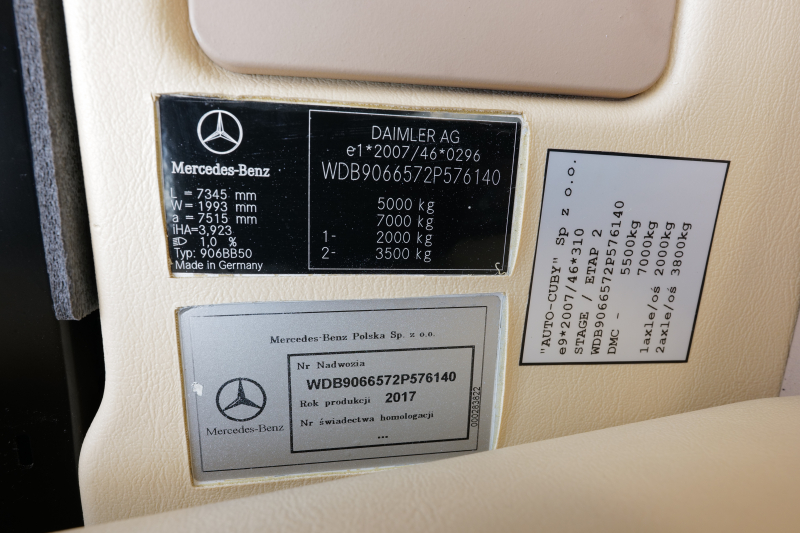 Mercedes-Benz
L = 7345 mm
W = 1993 mm
a = 7515 mm
iHA=3,923
1,0 %
Typ: 906BB50
Made in Germany
DAIMLER AG
e1*2007/46*0296
WDB9066572P576140
5000 kg
7000 kg
1- 2000 kg
2- 3500 kg
"AUTO-CUBY" Sp z o.o.
e9*2007/46*310
STAGE / ETAP 2
WDB9066572P576140
DMC - 5500kg
7000kg
1axle/oś 2000kg
2axle/oś 3800kg
Mercedes-Benz Polska Sp. z o.o.
Mercedes-Benz
Nr Nadwozia
WDB9066572P576140
Rok produkcji 2017
Nr świadectwa homologacji
...
000283822